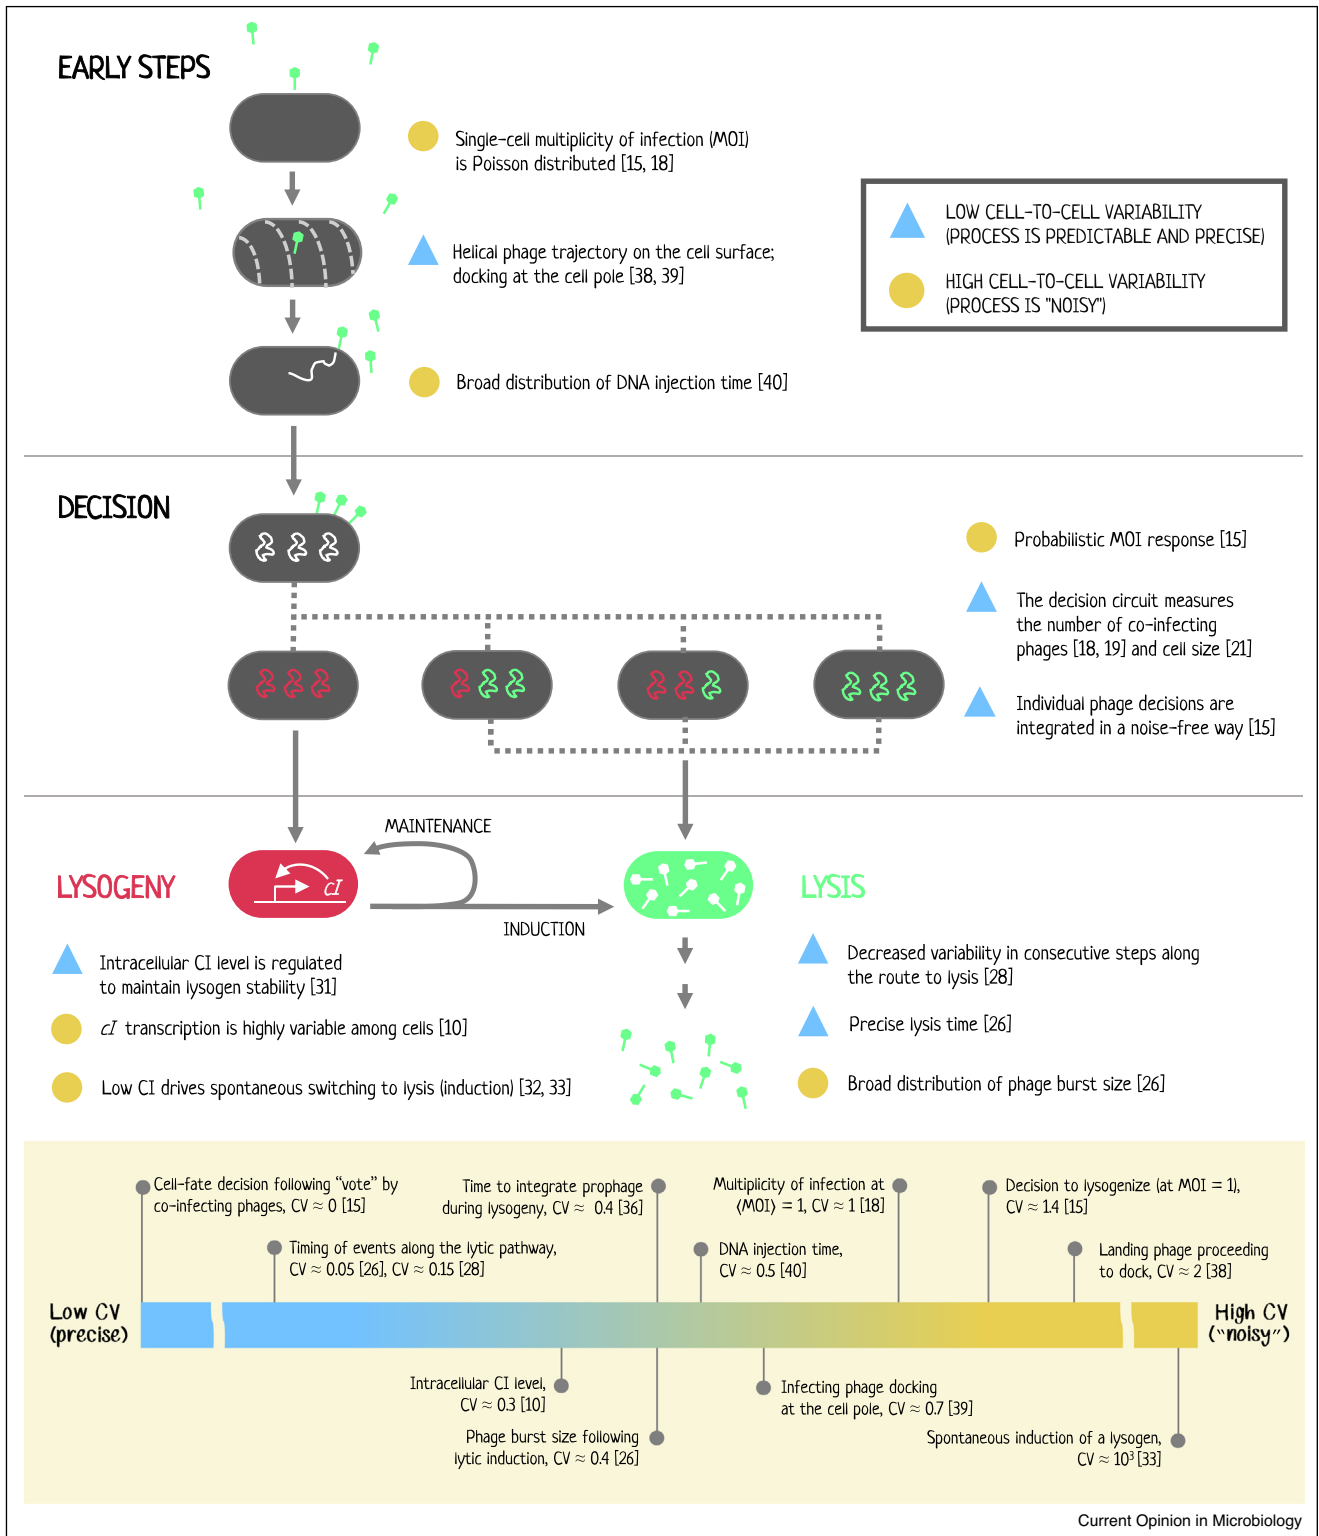 EARLY STEPS
Single-cell multiplicity of infection (MOI)
is Poisson distributed [15, 18]
Helical phage trajectory on the cell surface;
docking at the cell pole [38, 39]
Broad distribution of DNA injection time [40]
LOW CELL-TO-CELL VARIABILITY
(PROCESS IS PREDICTABLE AND PRECISE)
HIGH CELL-TO-CELL VARIABILITY
(PROCESS IS "NOISY")
DECISION
Probabilistic MOI response [15]
The decision circuit measures
the number of co-infecting
phages [18, 19] and cell size [21]
Individual phage decisions are
integrated in a noise-free way [15]
MAINTENANCE
INDUCTION
cI
LYSOGENY
Intracellular CI level is regulated
to maintain lysogen stability [31]
cI transcription is highly variable among cells [10]
Low CI drives spontaneous switching to lysis (induction) [32, 33]
LYSIS
Decreased variability in consecutive steps along
the route to lysis [28]
Precise lysis time [26]
Broad distribution of phage burst size [26]
Cell-fate decision following “vote” by
co-infecting phages, CV ≈ 0 [15]
Timing of events along the lytic pathway,
CV ≈ 0.05 [26], CV ≈ 0.15 [28]
Time to integrate prophage
during lysogeny, CV ≈ 0.4 [36]
DNA injection time,
CV ≈ 0.5 [40]
Multiplicity of infection at
⟨MOI⟩ = 1, CV ≈ 1 [18]
Decision to lysogenize (at MOI = 1),
CV ≈ 1.4 [15]
Landing phage proceeding
to dock, CV ≈ 2 [38]
Low CV
(precise)
High CV
(“noisy”)
Intracellular CI level,
CV ≈ 0.3 [10]
Phage burst size following
lytic induction, CV ≈ 0.4 [26]
Infecting phage docking
at the cell pole, CV ≈ 0.7 [39]
Spontaneous induction of a lysogen,
CV ≈ 10³ [33]
Current Opinion in Microbiology